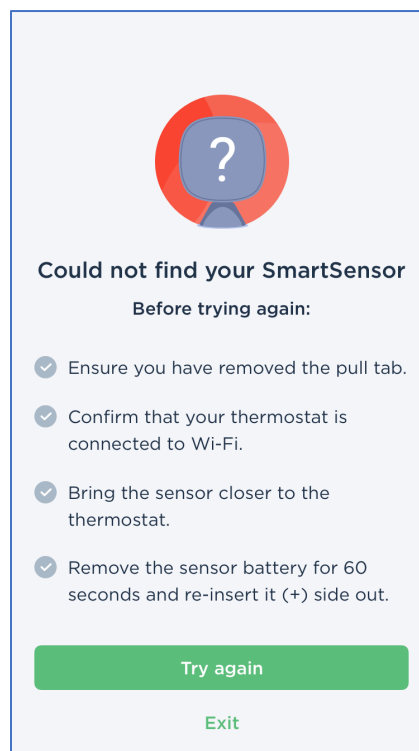 ?
Could not find your SmartSensor
Before trying again:
Ensure you have removed the pull tab.
Confirm that your thermostat is
connected to Wi-Fi.
Bring the sensor closer to the
thermostat.
Remove the sensor battery for 60
seconds and re-insert it (+) side out.
Try again
Exit